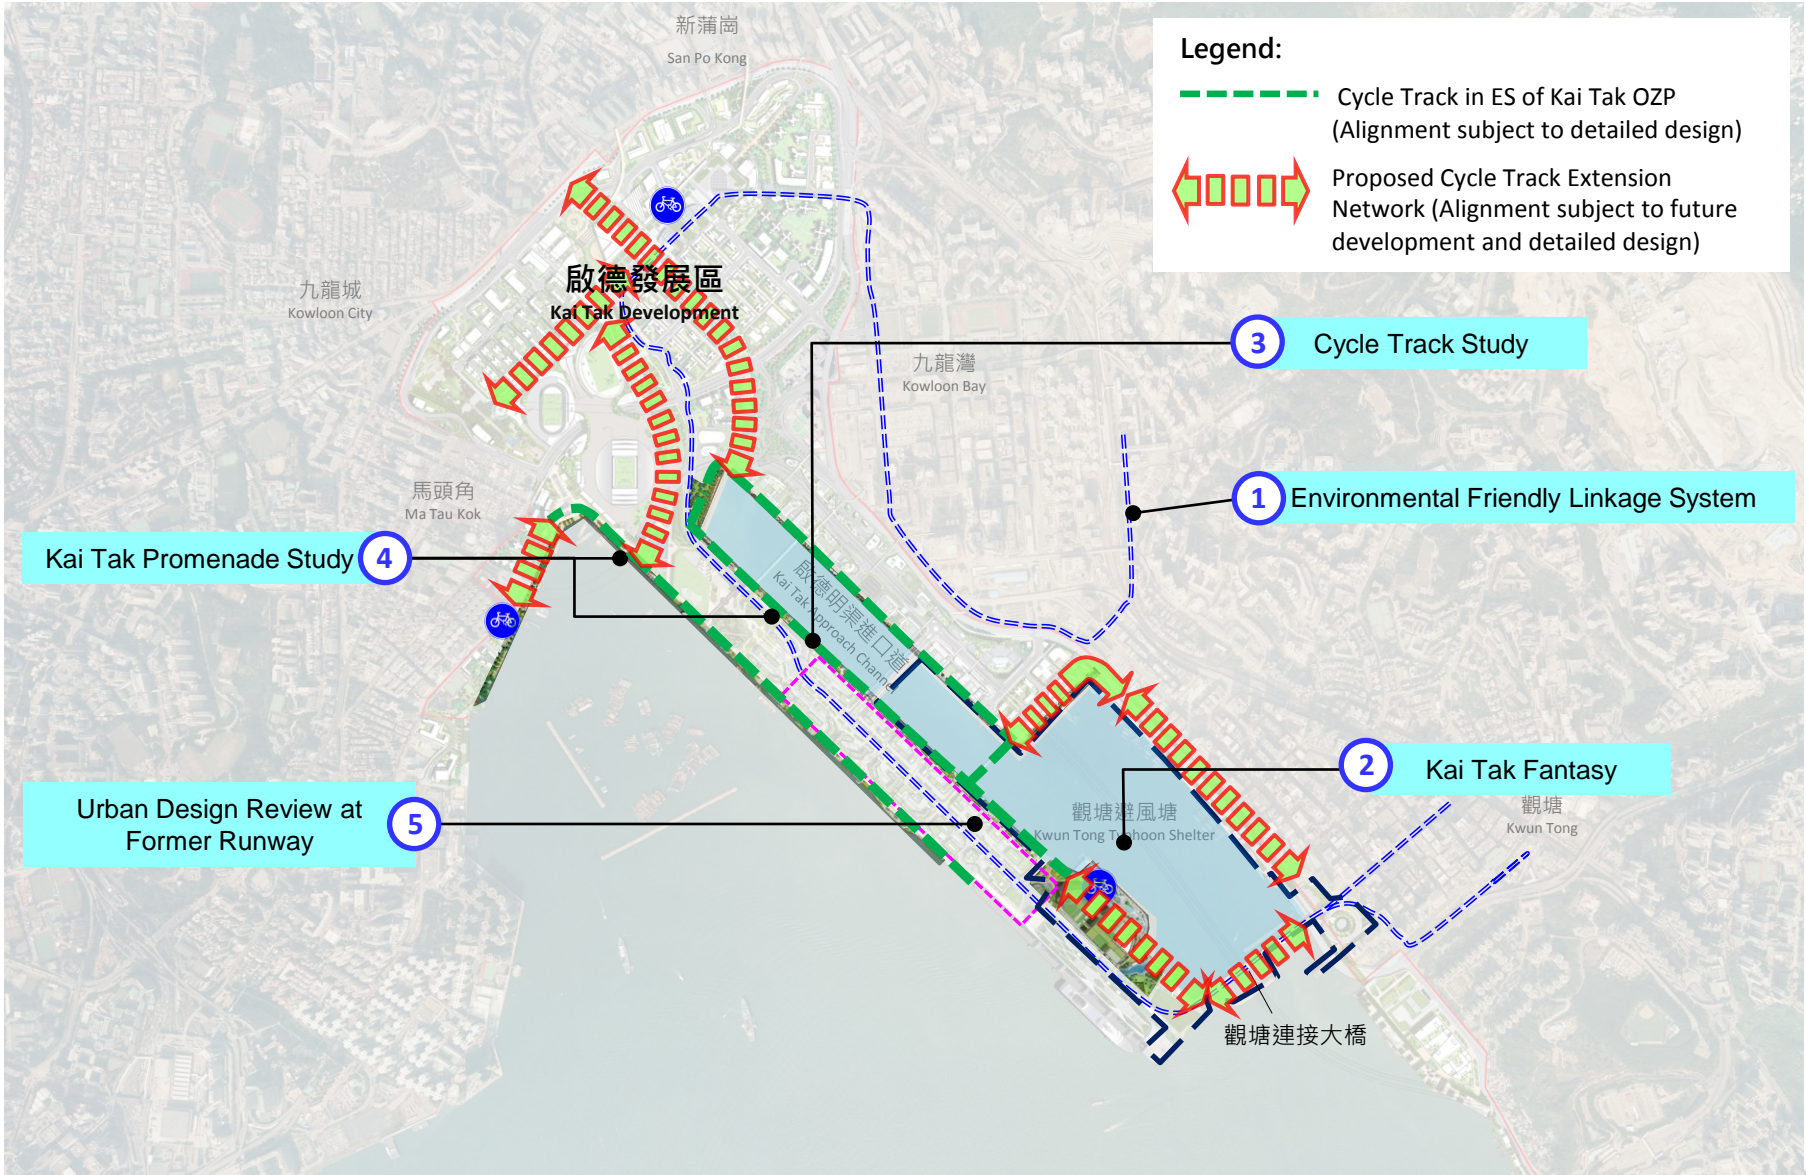 新蒲崗
San Po Kong
Legend:
Cycle Track in ES of Kai Tak OZP
(Alignment subject to detailed design)
Proposed Cycle Track Extension
Network (Alignment subject to future
development and detailed design)
啟德發展區
Kai Tak Development
九龍城
Kowloon City
3
Cycle Track Study
九龍灣
Kowloon Bay
馬頭角
Ma Tau Kok
1
Environmental Friendly Linkage System
Kai Tak Promenade Study
4
啟德明渠進口道
Kai Tak Approach Channel
2
Kai Tak Fantasy
Urban Design Review at
Former Runway
5
觀塘避風塘
Kwun Tong Typhoon Shelter
觀塘
Kwun Tong
觀塘連接大橋